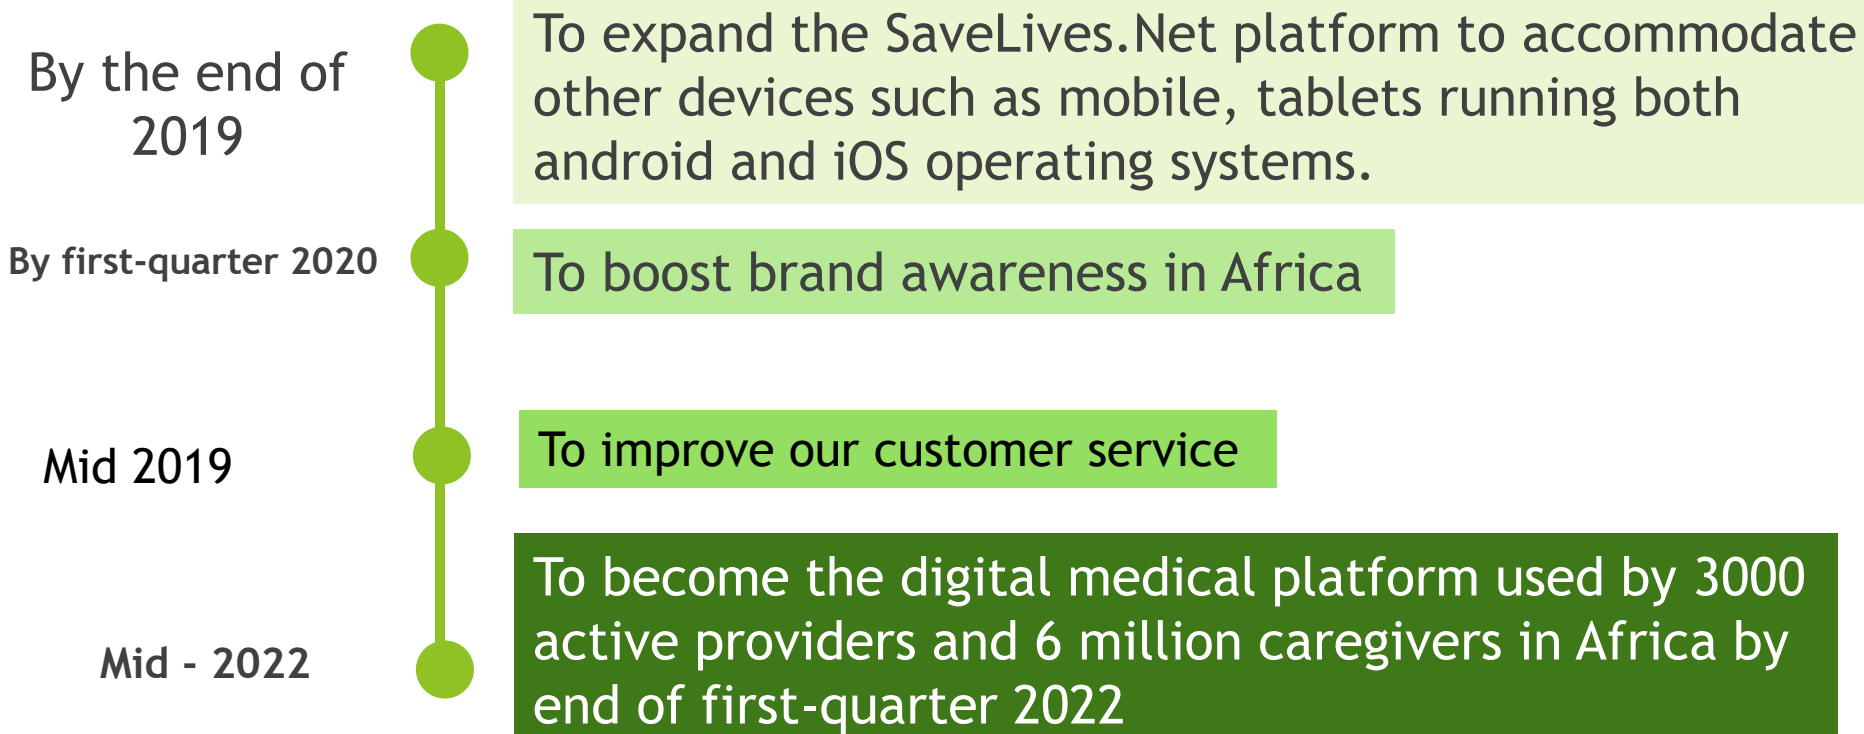 By the end of
2019
To expand the SaveLives.Net platform to accommodate
other devices such as mobile, tablets running both
android and iOS operating systems.
By first-quarter 2020
To boost brand awareness in Africa
Mid 2019
To improve our customer service
Mid - 2022
To become the digital medical platform used by 3000
active providers and 6 million caregivers in Africa by
end of first-quarter 2022